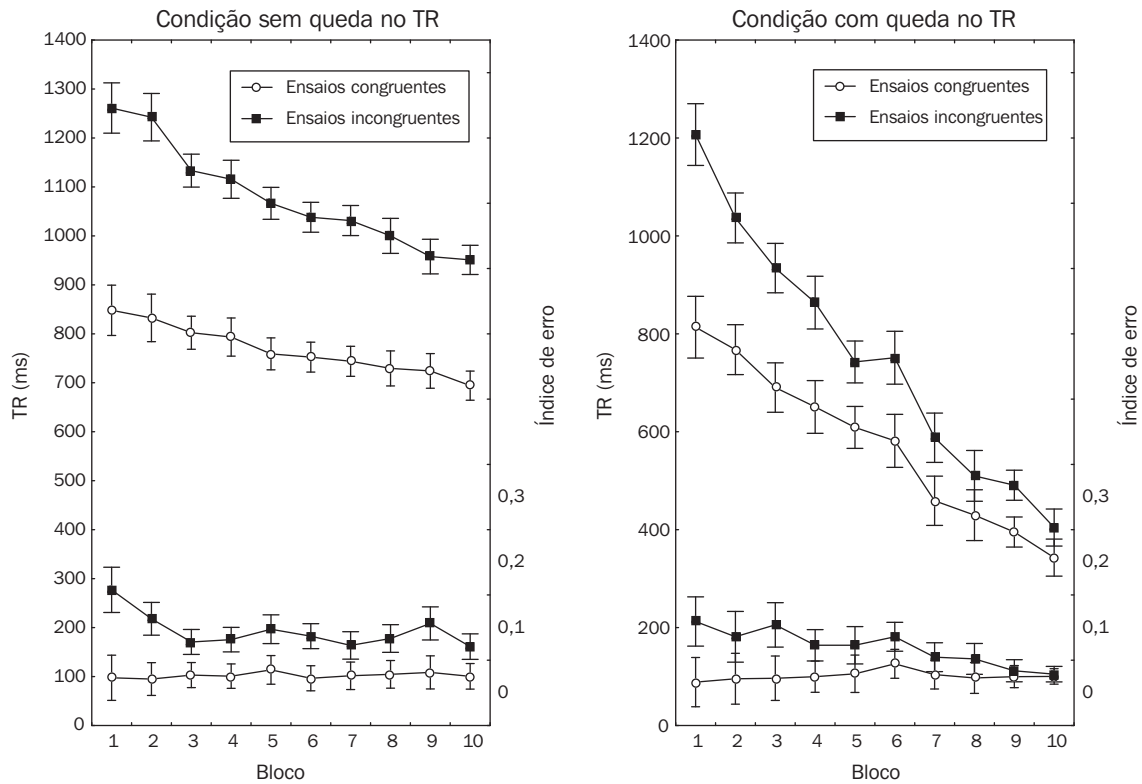 Condição sem queda no TR
1400
1300
1200
1100
1000
900
800
700
600
500
400
300
200
100
0
TR (ms)
Ensaios congruentes
Ensaios incongruentes
0,3
0,2
0,1
0
Índice de erro
1 2 3 4 5 6 7 8 9 10
Bloco
Condição com queda no TR
1400
1200
1000
800
600
400
200
0
TR (ms)
Ensaios congruentes
Ensaios incongruentes
0,3
0,2
0,1
0
Índice de erro
1 2 3 4 5 6 7 8 9 10
Bloco